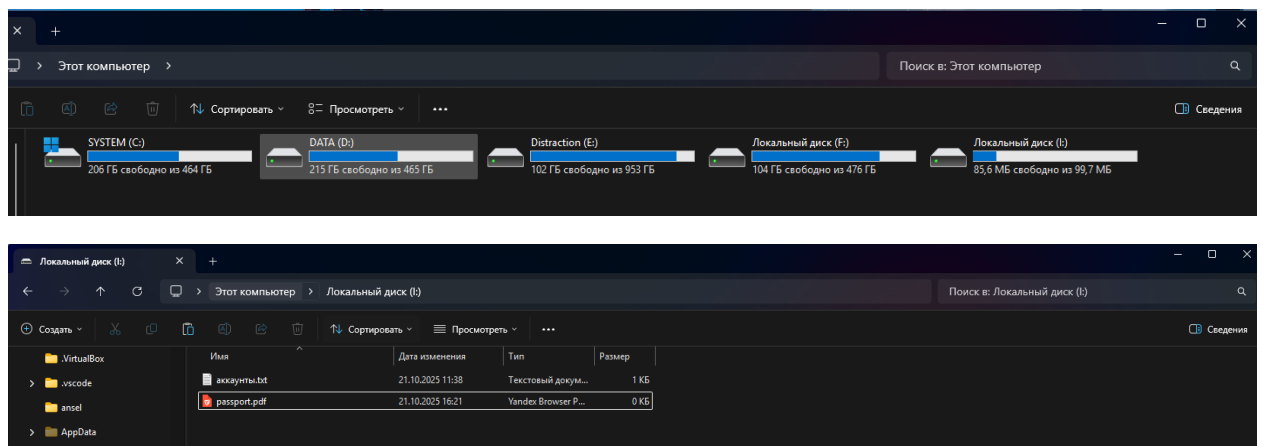 Этот компьютер
Поиск в: Этот компьютер
Сортировать Просмотреть ••• Сведения
SYSTEM (C:) DATA (D:) Distraction (E:) Локальный диск (F:) Локальный диск (I:)
206 ГБ свободно из 464 ГБ 215 ГБ свободно из 465 ГБ 102 ГБ свободно из 953 ГБ 104 ГБ свободно из 476 ГБ 85,6 МБ свободно из 99,7 МБ
Локальный диск (I:)
Этот компьютер > Локальный диск (I:) Поиск в: Локальный диск (I:)
Создать Сортировать Просмотреть ••• Сведения
Имя Дата изменения Тип Размер
.VirtualBox
аккаунты.txt 21.10.2025 11:38 Текстовый докум... 1 КБ
.vscode
passport.pdf 21.10.2025 16:21 Yandex Browser P... 0 КБ
ansel
AppData